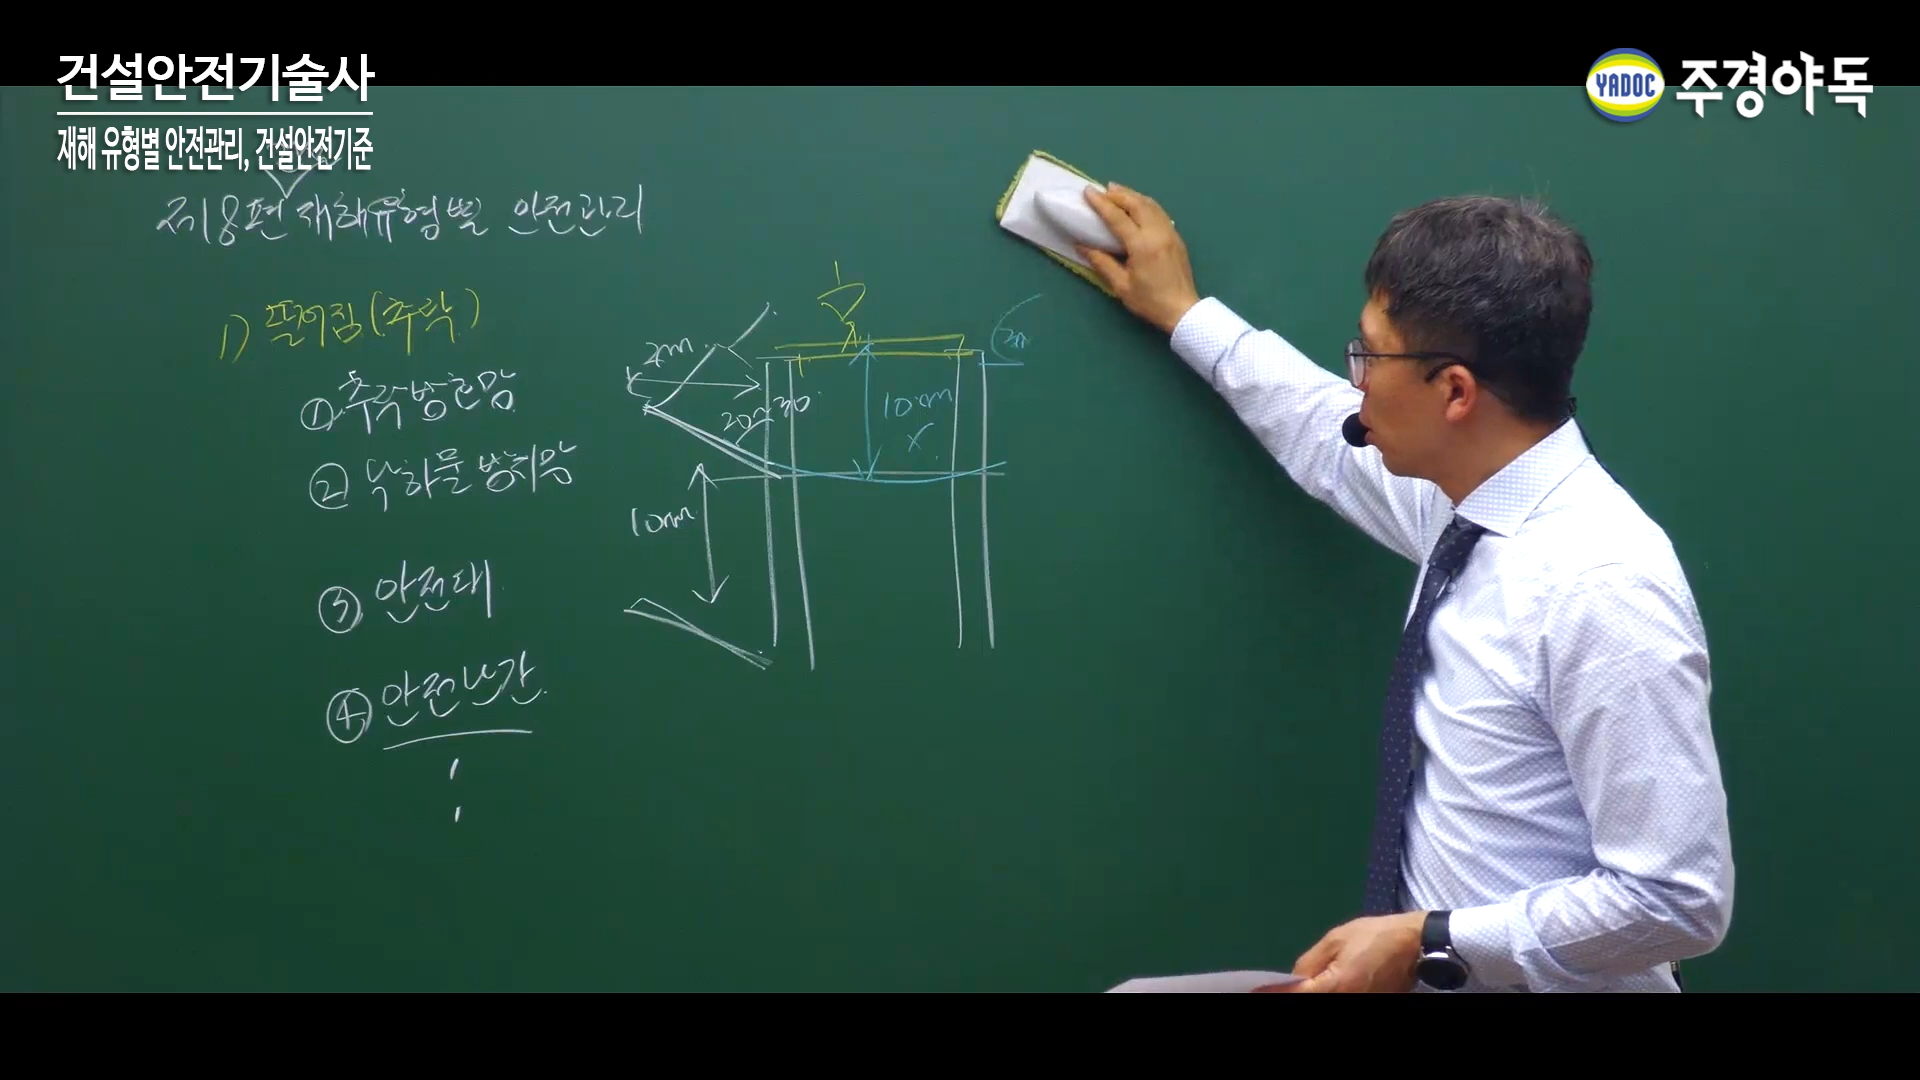 건설안전기술사
재해 유형별 안전관리, 건설안전기준
YADOC 주경야독
제8편 재해유형별 안전관리
1) 떨어짐(추락)
① 추락방호망
② 낙하물방지망
③ 안전대
④ 안전난간
2m
20~30
10m
10m
3m